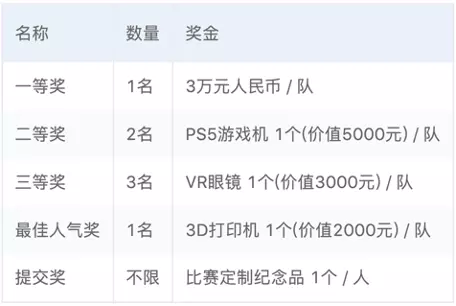 名称 数量 奖金
一等奖 1名 3万元人民币 / 队
二等奖 2名 PS5游戏机 1个(价值5000元) / 队
三等奖 3名 VR眼镜 1个(价值3000元) / 队
最佳人气奖 1名 3D打印机 1个(价值2000元) / 队
提交奖 不限 比赛定制纪念品 1个 / 人